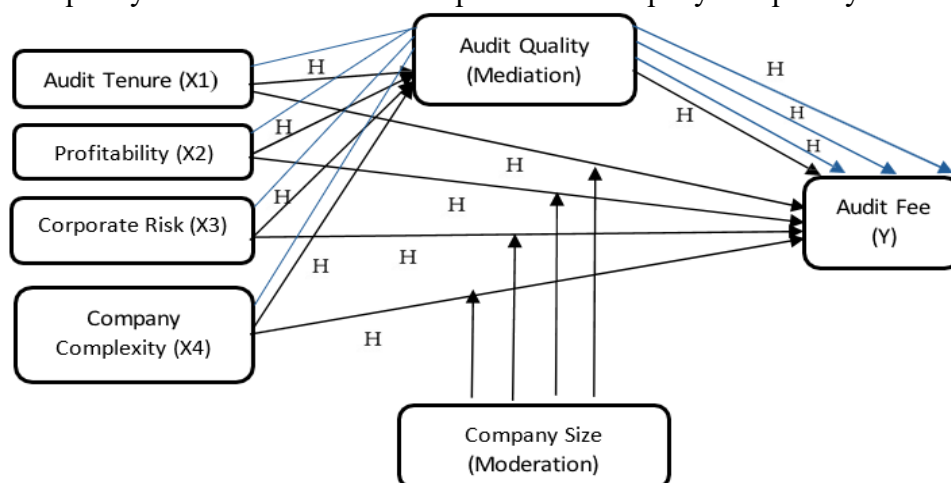 Audit Quality
(Mediation)
Audit Tenure (X1)
H
H
H
Profitability (X2)
H
H
H
H
Corporate Risk (X3)
H
H
Audit Fee
(Y)
H
H
Company
Complexity (X4)
H
Company Size
(Moderation)